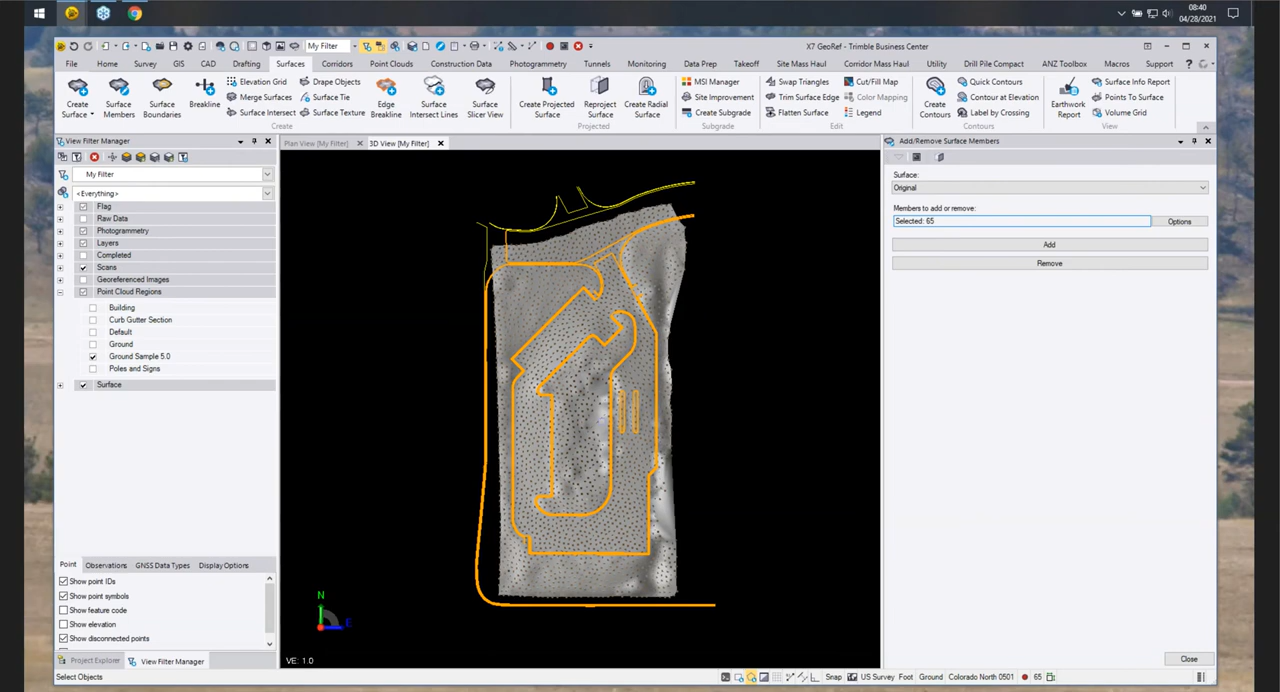 08:40
04/28/2021
My Filter
X7 GeoRef - Trimble Business Center
File Home Survey GIS CAD Drafting Surfaces Corridors Point Clouds Construction Data Photogrammetry Tunnels Monitoring Data Prep Takeoff Site Mass Haul Corridor Mass Haul Utility Drill Pile Compact ANZ Toolbox Macros Support
Create Surface
Surface Members
Surface Boundaries
Breakline
Elevation Grid
Merge Surfaces
Surface Intersect
Drape Objects
Surface Tie
Surface Texture
Edge Breakline
Surface Intersect Lines
Surface Slicer View
Create Projected Surface
Reproject Surface
Create Radial Surface
MSI Manager
Site Improvement
Create Subgrade
Swap Triangles
Trim Surface Edge
Flatten Surface
Cut/Fill Map
Color Mapping
Legend
Create Contours
Quick Contours
Contour at Elevation
Label by Crossing
Earthwork Report
Surface Info Report
Points To Surface
Volume Grid
Create Projected Subgrade Edit Contours View
View Filter Manager
My Filter
<Everything>
Flag
Raw Data
Photogrammetry
Layers
Completed
Scans
Georeferenced Images
Point Cloud Regions
Building
Curb Gutter Section
Default
Ground
Ground Sample 5.0
Poles and Signs
Surface
Point Observations GNSS Data Types Display Options
Show point IDs
Show point symbols
Show feature code
Show elevation
Show disconnected points
Project Explorer View Filter Manager
Select Objects
Plan View [My Filter] 3D View [My Filter]
N
E
VE: 1.0
Add/Remove Surface Members
Surface:
Original
Members to add or remove:
Selected: 65 Options
Add
Remove
Close
Snap US Survey Foot Ground Colorado North 0501 65